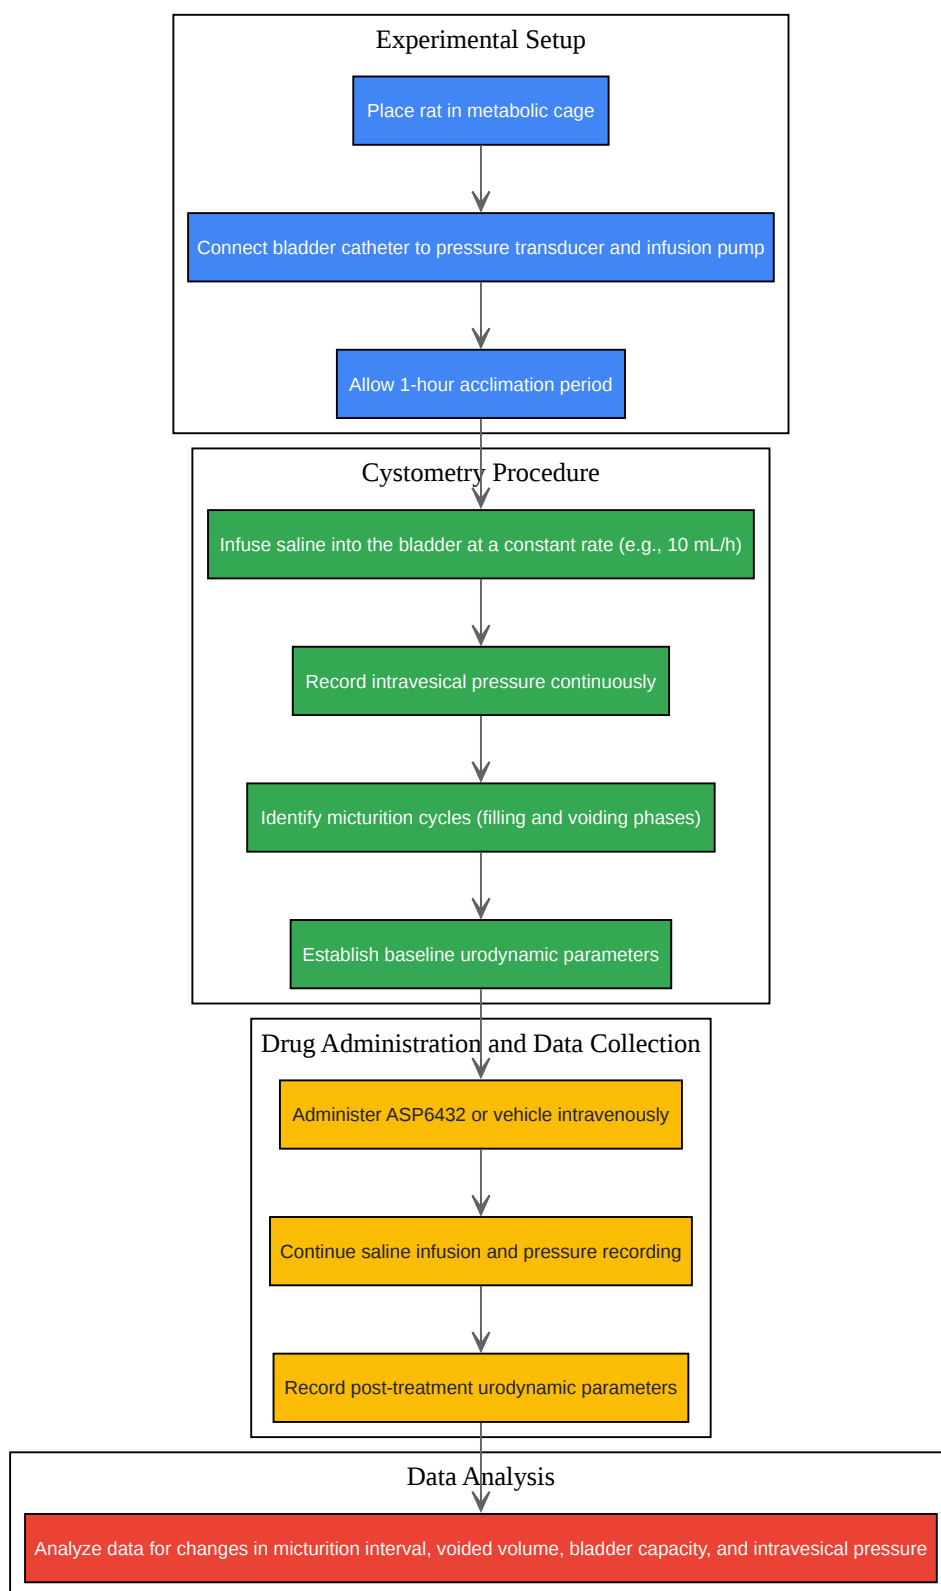 Experimental Setup
Place rat in metabolic cage
Connect bladder catheter to pressure transducer and infusion pump
Allow 1-hour acclimation period
Cystometry Procedure
Infuse saline into the bladder at a constant rate (e.g., 10 mL/h)
Record intravesical pressure continuously
Identify micturition cycles (filling and voiding phases)
Establish baseline urodynamic parameters
Drug Administration and Data Collection
Administer ASP6432 or vehicle intravenously
Continue saline infusion and pressure recording
Record post-treatment urodynamic parameters
Data Analysis
Analyze data for changes in micturition interval, voided volume, bladder capacity, and intravesical pressure